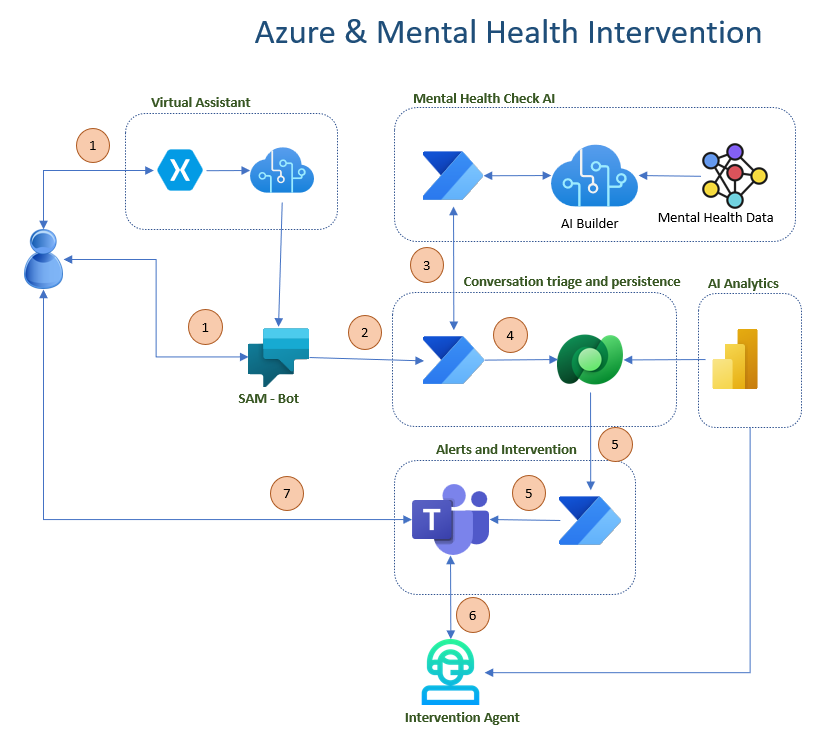 Azure & Mental Health Intervention
Virtual Assistant
Mental Health Check AI
1
X
AI Builder
Mental Health Data
3
Conversation triage and persistence
AI Analytics
1
2
4
SAM - Bot
5
Alerts and Intervention
7
5
T
6
Intervention Agent